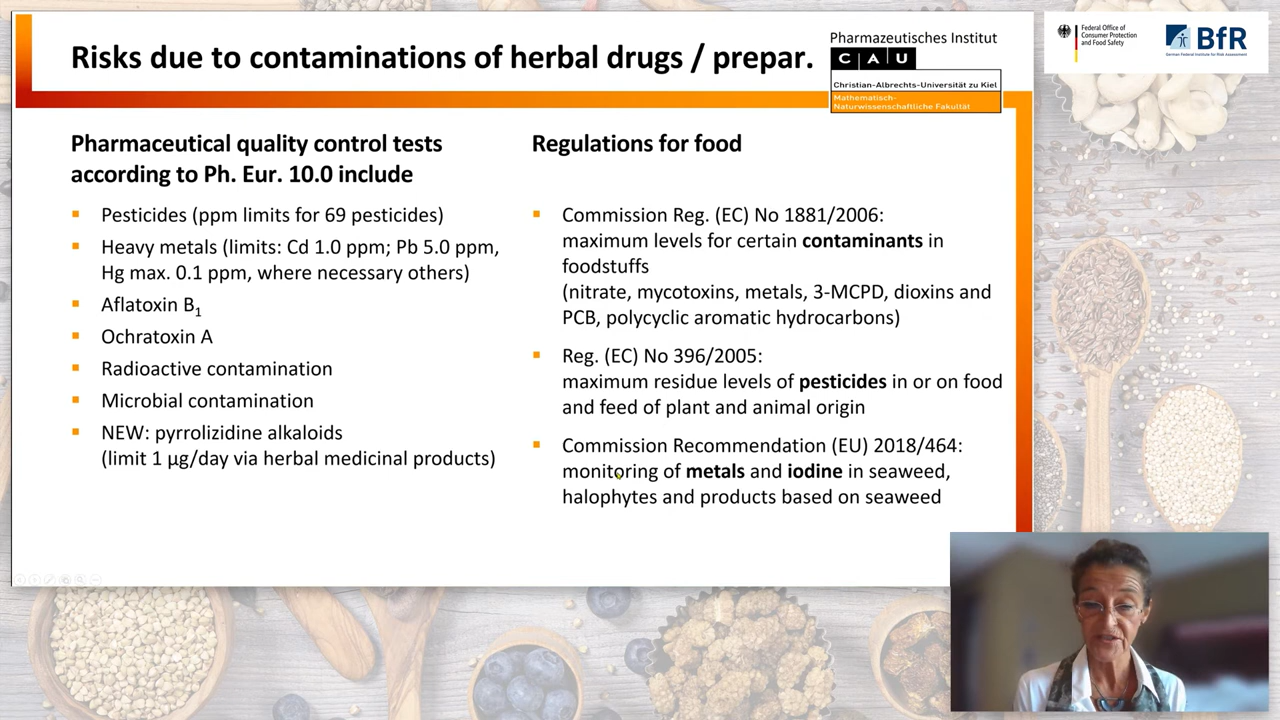 Risks due to contaminations of herbal drugs / prepar.
Pharmazeutisches Institut
C A U
Christian-Albrechts-Universität zu Kiel
Mathematisch-
Naturwissenschaftliche Fakultät
Federal Office of
Consumer Protection
and Food Safety
BfR
German Federal Institute for Risk Assessment
Pharmaceutical quality control tests
according to Ph. Eur. 10.0 include
Pesticides (ppm limits for 69 pesticides)
Heavy metals (limits: Cd 1.0 ppm; Pb 5.0 ppm,
Hg max. 0.1 ppm, where necessary others)
Aflatoxin B₁
Ochratoxin A
Radioactive contamination
Microbial contamination
NEW: pyrrolizidine alkaloids
(limit 1 µg/day via herbal medicinal products)
Regulations for food
Commission Reg. (EC) No 1881/2006:
maximum levels for certain contaminants in
foodstuffs
(nitrate, mycotoxins, metals, 3-MCPD, dioxins and
PCB, polycyclic aromatic hydrocarbons)
Reg. (EC) No 396/2005:
maximum residue levels of pesticides in or on food
and feed of plant and animal origin
Commission Recommendation (EU) 2018/464:
monitoring of metals and iodine in seaweed,
halophytes and products based on seaweed